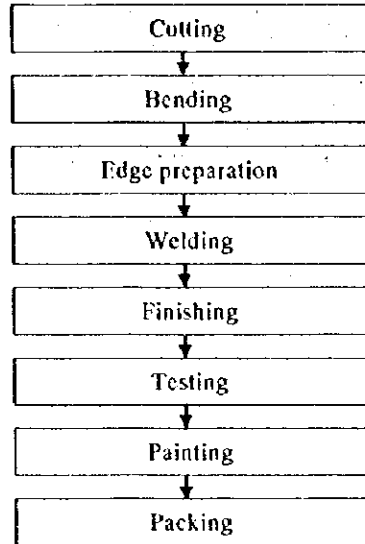 Cutting
Bending
Edge preparation
Welding
Finishing
Testing
Painting
Packing